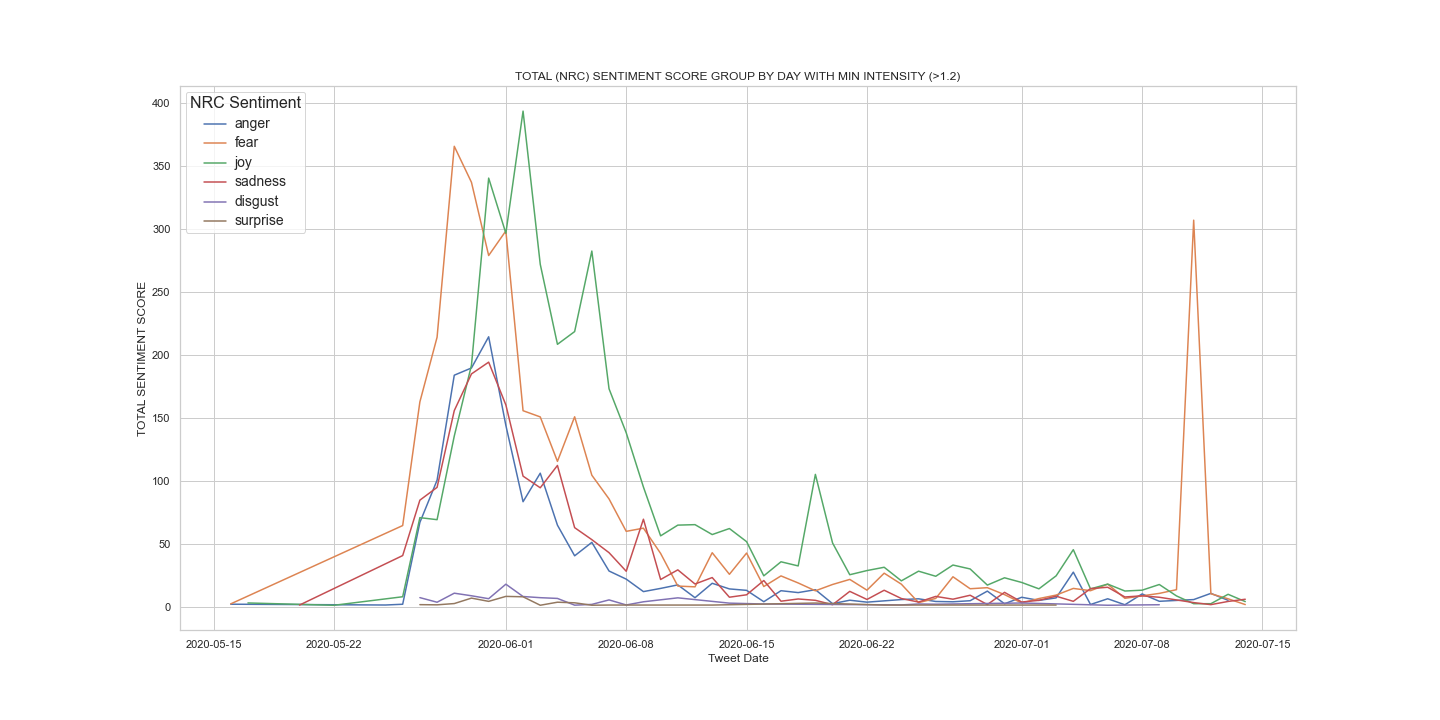 TOTAL (NRC) SENTIMENT SCORE GROUP BY DAY WITH MIN INTENSITY (>1.2)
NRC Sentiment
anger
fear
joy
sadness
disgust
surprise
TOTAL SENTIMENT SCORE
400
350
300
250
200
150
100
50
0
2020-05-15 2020-05-22 2020-06-01 2020-06-08 2020-06-15 2020-06-22 2020-07-01 2020-07-08 2020-07-15
Tweet Date